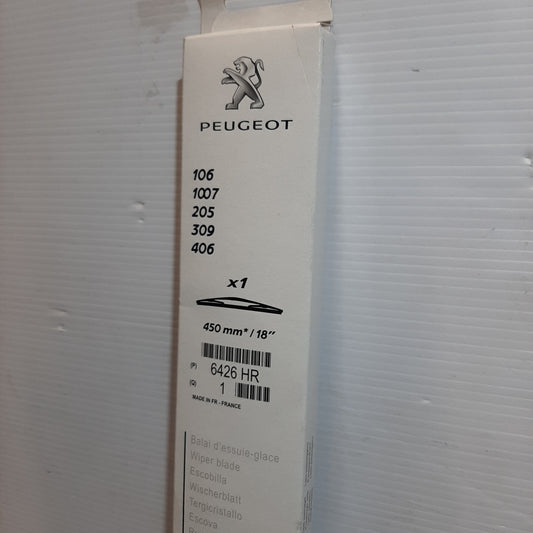 PEUGEOT
106
1007
205
309
406
x1
450 mm* / 18"
(P) 6426 HR
(Q) 1
MADE IN FR - FRANCE
Balai d'essuie-glace
Wiper blade
Escobilla
Wischerblatt
Tergicristallo
Escova